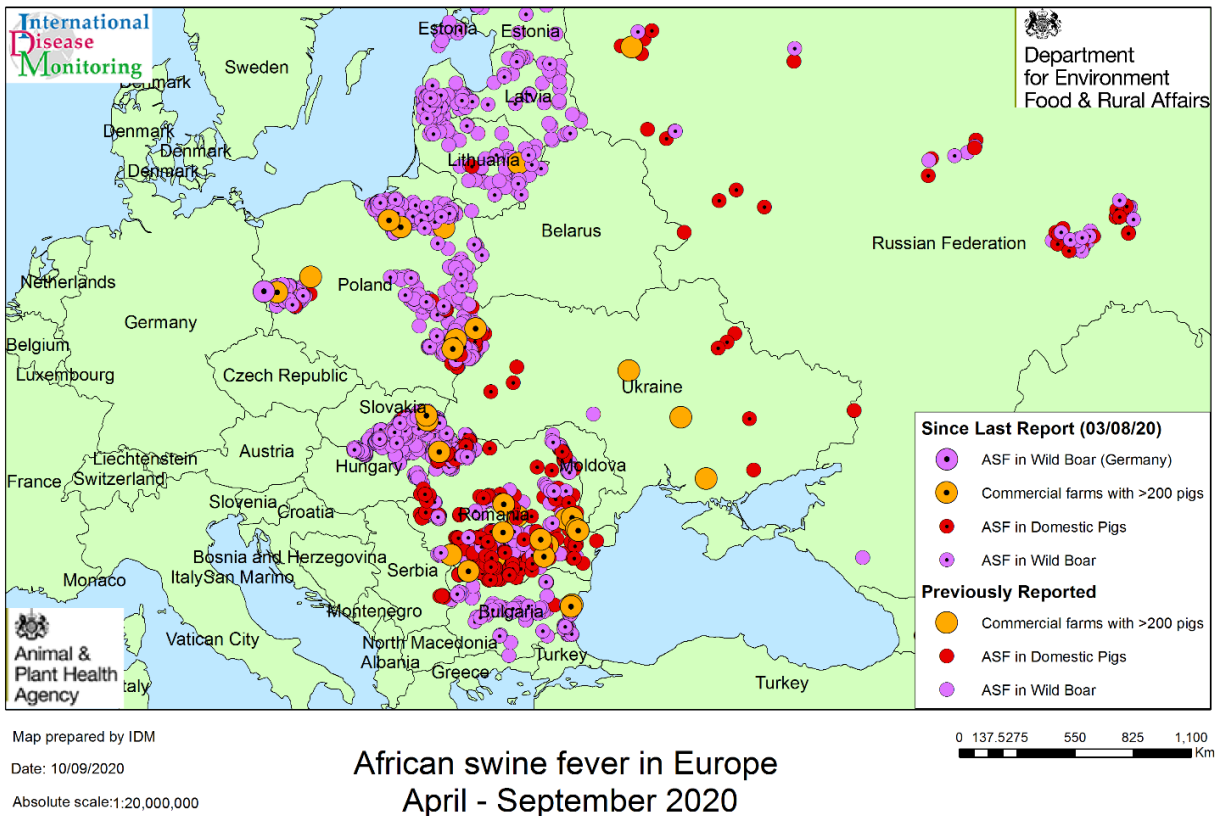 International
Disease
Monitoring
Department
for Environment
Food & Rural Affairs
Estonia
Estonia
Sweden
Denmark
Latvia
Denmark
Denmark
Denmark
Lithuania
Belarus
Russian Federation
Netherlands
Poland
Germany
Belgium
Luxembourg
Czech Republic
Ukraine
Slovakia
Austria
Hungary
Moldova
Liechtenstein
Switzerland
France
Slovenia
Croatia
Romania
Bosnia and Herzegovina
Serbia
Monaco
Italy
San Marino
Montenegro
Bulgaria
Vatican City
North Macedonia
Albania
Turkey
Greece
Turkey
Italy
Since Last Report (03/08/20)
ASF in Wild Boar (Germany)
Commercial farms with >200 pigs
ASF in Domestic Pigs
ASF in Wild Boar
Previously Reported
Commercial farms with >200 pigs
ASF in Domestic Pigs
ASF in Wild Boar
Animal &
Plant Health
Agency
Map prepared by IDM
Date: 10/09/2020
Absolute scale:1:20,000,000
African swine fever in Europe
April - September 2020
0 137.5275 550 825 1,100
Km